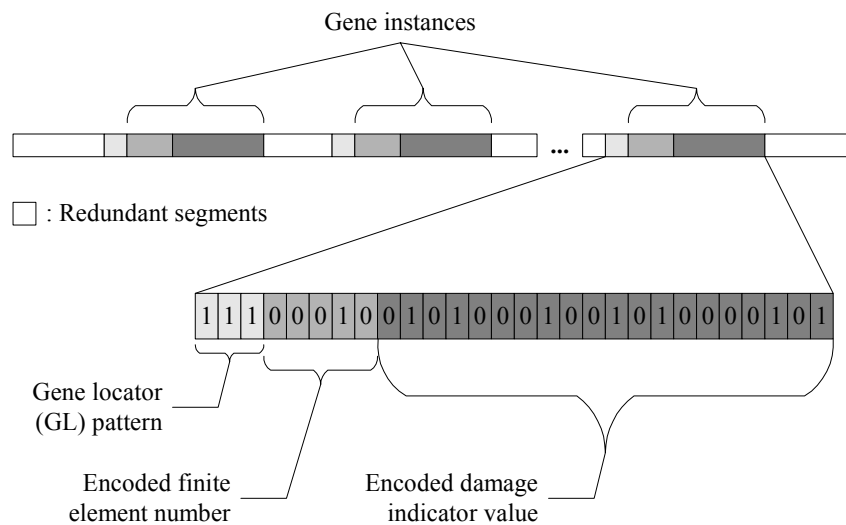 Gene instances
...
: Redundant segments
1 1 1 0 0 0 1 0 0 1 0 1 0 0 0 1 0 0 1 0 1 0 0 0 0 1 0 1
Gene locator
(GL) pattern
Encoded finite
element number
Encoded damage
indicator value